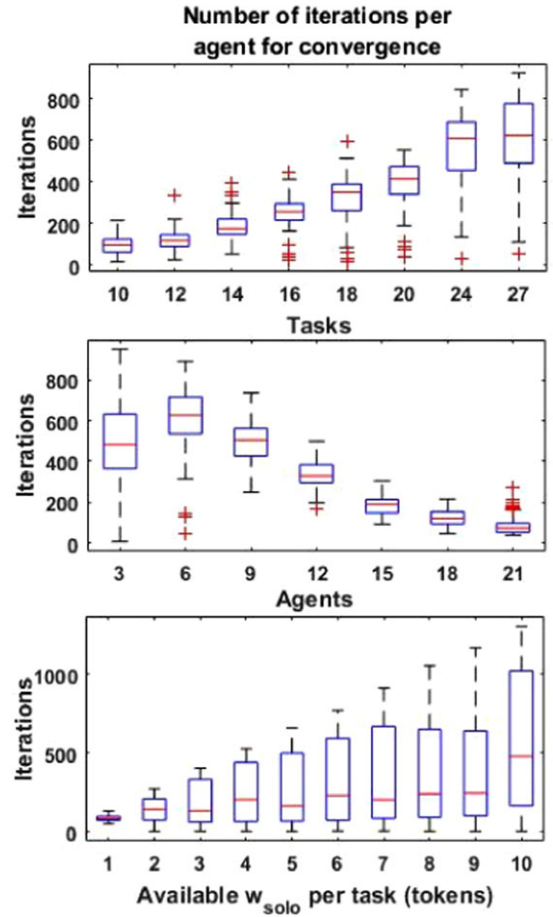 Number of iterations per
agent for convergence
Iterations
800
600
400
200
0
10 12 14 16 18 20 24 27
Tasks
Iterations
800
600
400
200
0
3 6 9 12 15 18 21
Agents
Iterations
1000
500
0
1 2 3 4 5 6 7 8 9 10
Available wsolo per task (tokens)